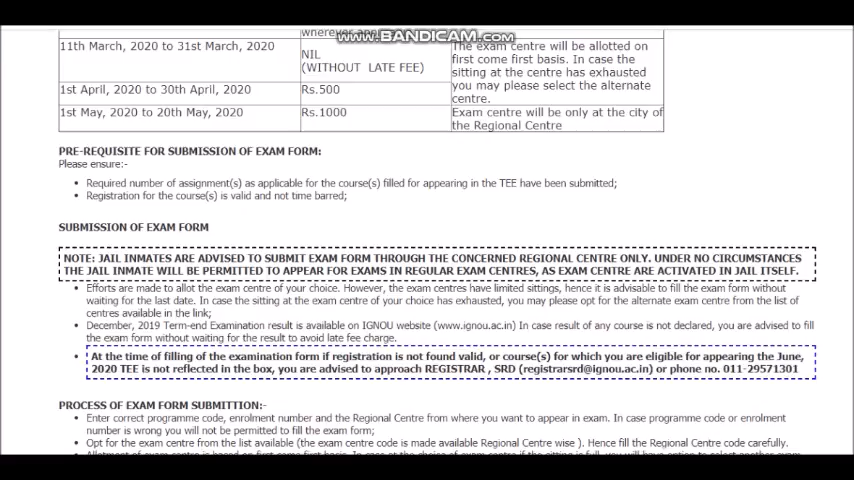 www.BANDICAM.com
11th March, 2020 to 31st March, 2020
NIL
(WITHOUT LATE FEE)
The exam centre will be allotted on
first come first basis. In case the
sitting at the centre has exhausted
you may please select the alternate
centre.
1st April, 2020 to 30th April, 2020
Rs.500
1st May, 2020 to 20th May, 2020
Rs.1000
Exam centre will be only at the city of
the Regional Centre
PRE-REQUISITE FOR SUBMISSION OF EXAM FORM:
Please ensure:-
• Required number of assignment(s) as applicable for the course(s) filled for appearing in the TEE have been submitted;
• Registration for the course(s) is valid and not time barred;
SUBMISSION OF EXAM FORM
NOTE: JAIL INMATES ARE ADVISED TO SUBMIT EXAM FORM THROUGH THE CONCERNED REGIONAL CENTRE ONLY. UNDER NO CIRCUMSTANCES
THE JAIL INMATE WILL BE PERMITTED TO APPEAR FOR EXAMS IN REGULAR EXAM CENTRES, AS EXAM CENTRE ARE ACTIVATED IN JAIL ITSELF.
• Efforts are made to allot the exam centre of your choice. However, the exam centres have limited sittings, hence it is advisable to fill the exam form without
waiting for the last date. In case the sitting at the exam centre of your choice has exhausted, you may please opt for the alternate exam centre from the list of
centres available in the link;
• December, 2019 Term-end Examination result is available on IGNOU website (www.ignou.ac.in) In case result of any course is not declared, you are advised to fill
the exam form without waiting for the result to avoid late fee charge.
• At the time of filling of the examination form if registration is not found valid, or course(s) for which you are eligible for appearing the June,
2020 TEE is not reflected in the box, you are advised to approach REGISTRAR , SRD (registrarsrd@ignou.ac.in) or phone no. 011-29571301
PROCESS OF EXAM FORM SUBMITTION:-
• Enter correct programme code, enrolment number and the Regional Centre from where you want to appear in exam. In case programme code or enrolment
number is wrong you will not be permitted to fill the exam form;
• Opt for the exam centre from the list available (the exam centre code is made available Regional Centre wise ). Hence fill the Regional Centre code carefully.